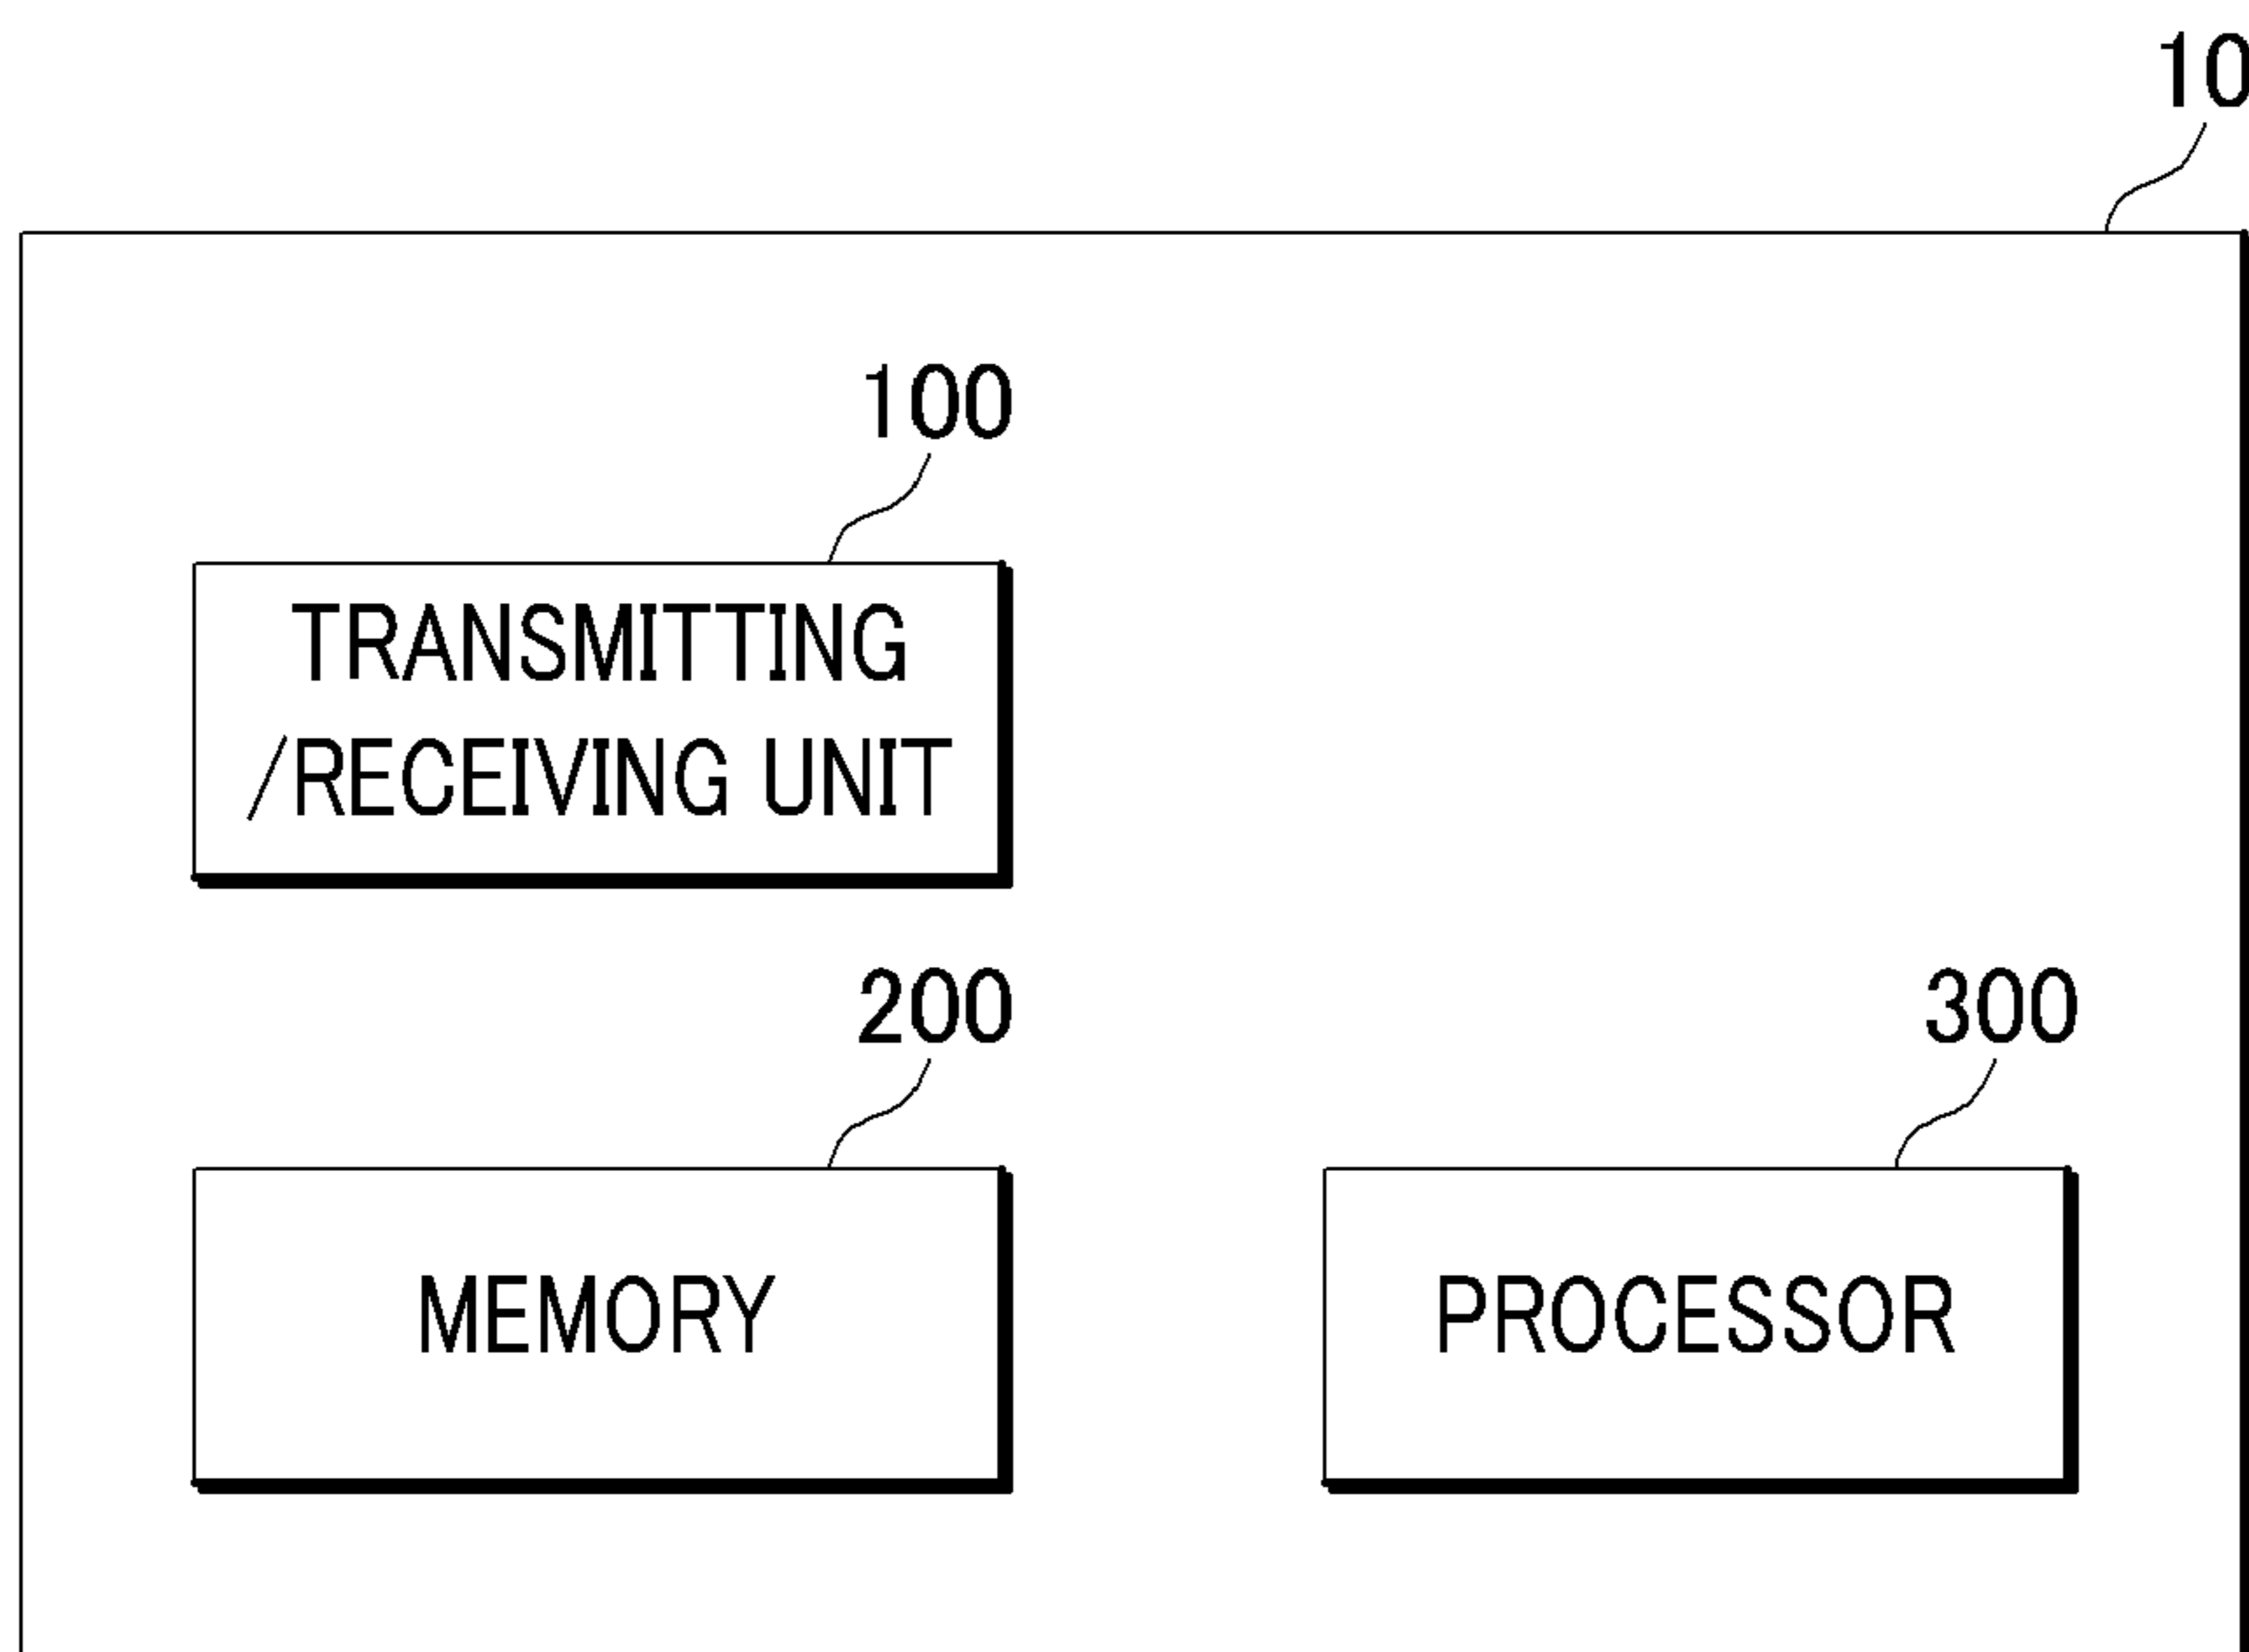 10
100
TRANSMITTING
/RECEIVING UNIT
200
300
MEMORY
PROCESSOR